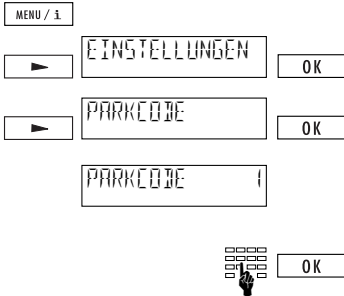 MENU / i
EINSTELLUNGEN
OK
PARKCODE
OK
PARKCODE 1
OK